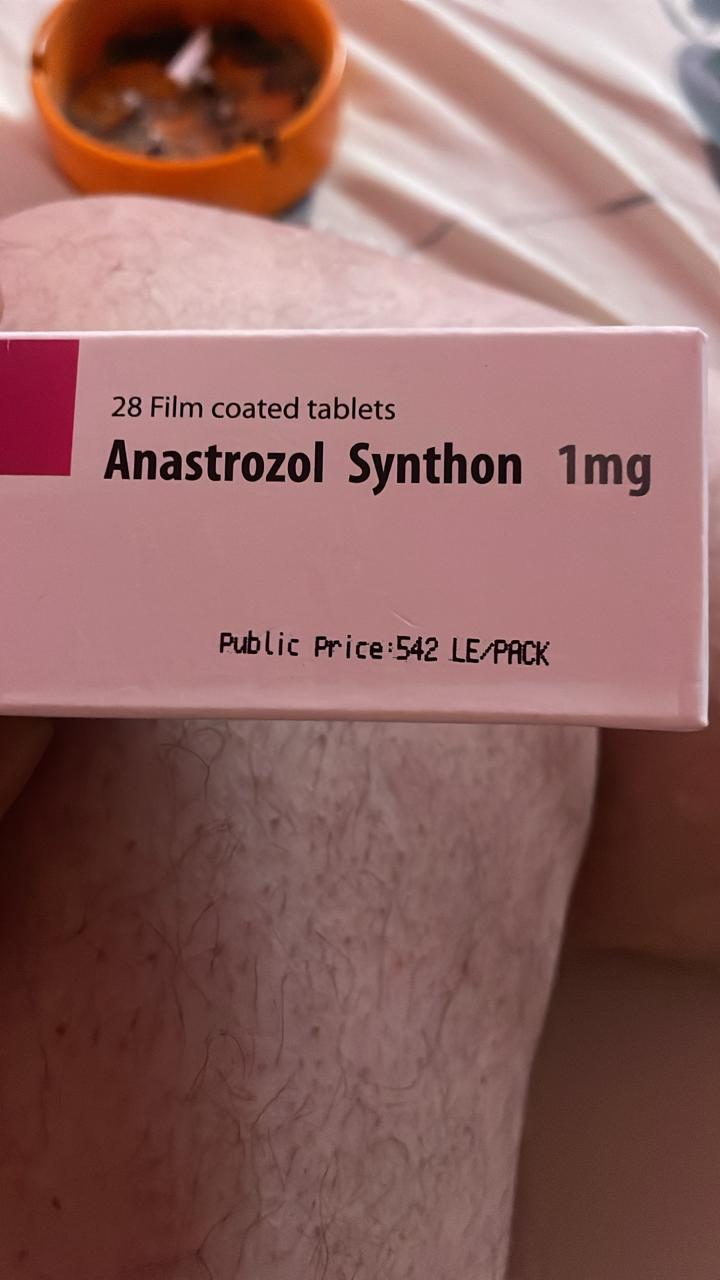 28 Film coated tablets
Anastrozol Synthon 1mg
Public Price:542 LE/PACK